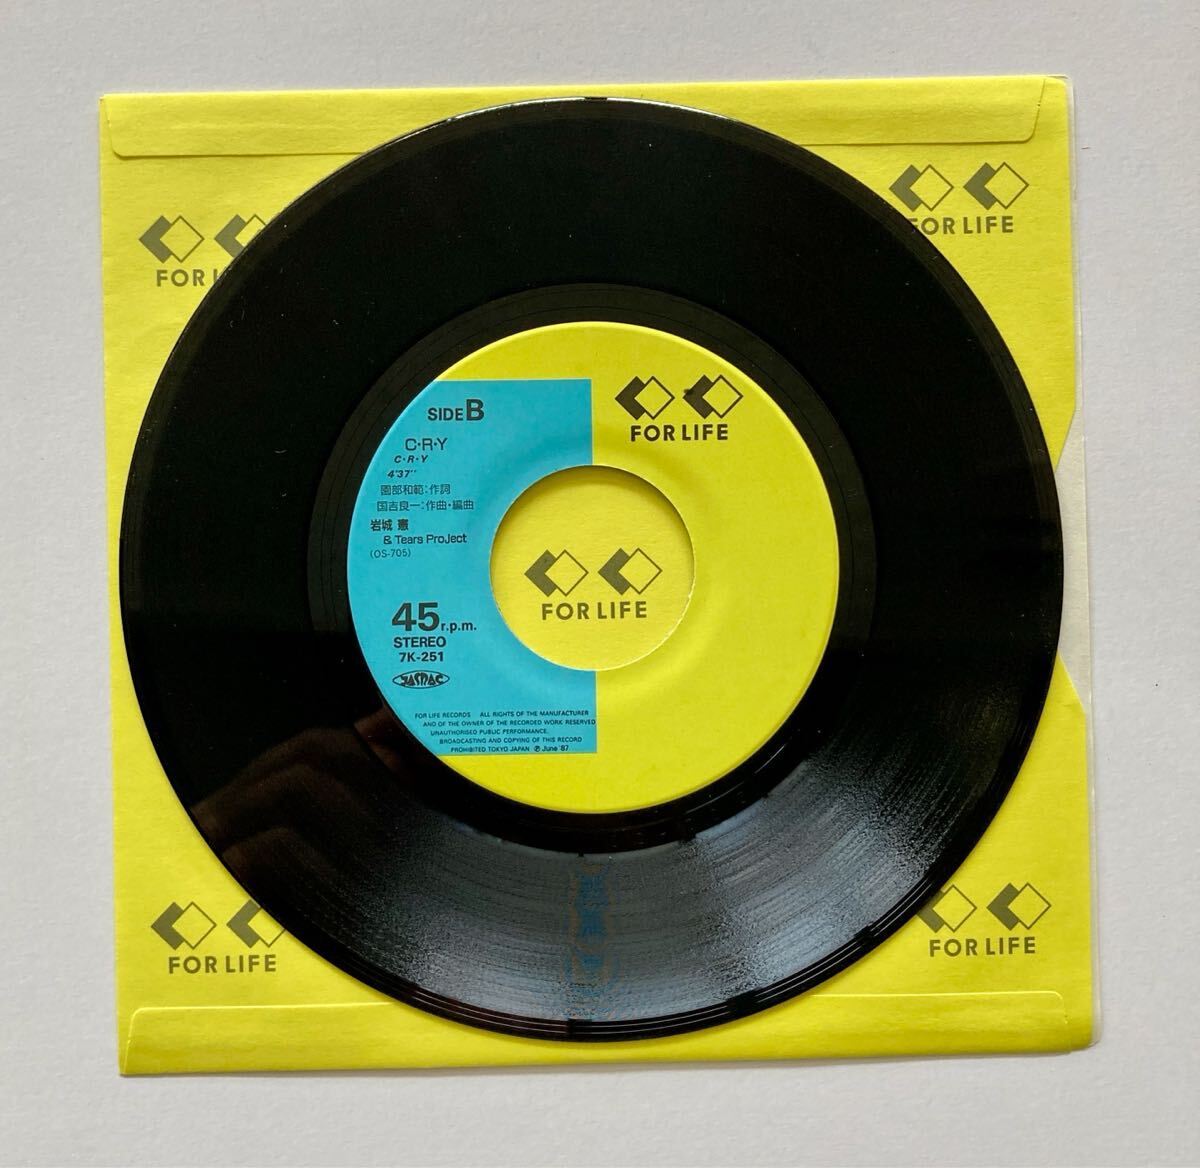 FOR LIFE
FOR LIFE
SIDE B
C・R・Y
C・R・Y
4'37''
園部和範:作詞
国吉良一:作曲・編曲
岩城 憲
& Tears ProJect
(OS-705)
FOR LIFE
FOR LIFE
45 r.p.m.
STEREO
7K-251
JASRAC
FOR LIFE RECORDS ALL RIGHTS OF THE MANUFACTURER
AND OF THE OWNER OF THE RECORDED WORK RESERVED
UNAUTHORISED PUBLIC PERFORMANCE,
BROADCASTING AND COPYING OF THIS RECORD
PROHIBITED TOKYO JAPAN ℗ June '87
FOR LIFE
FOR LIFE